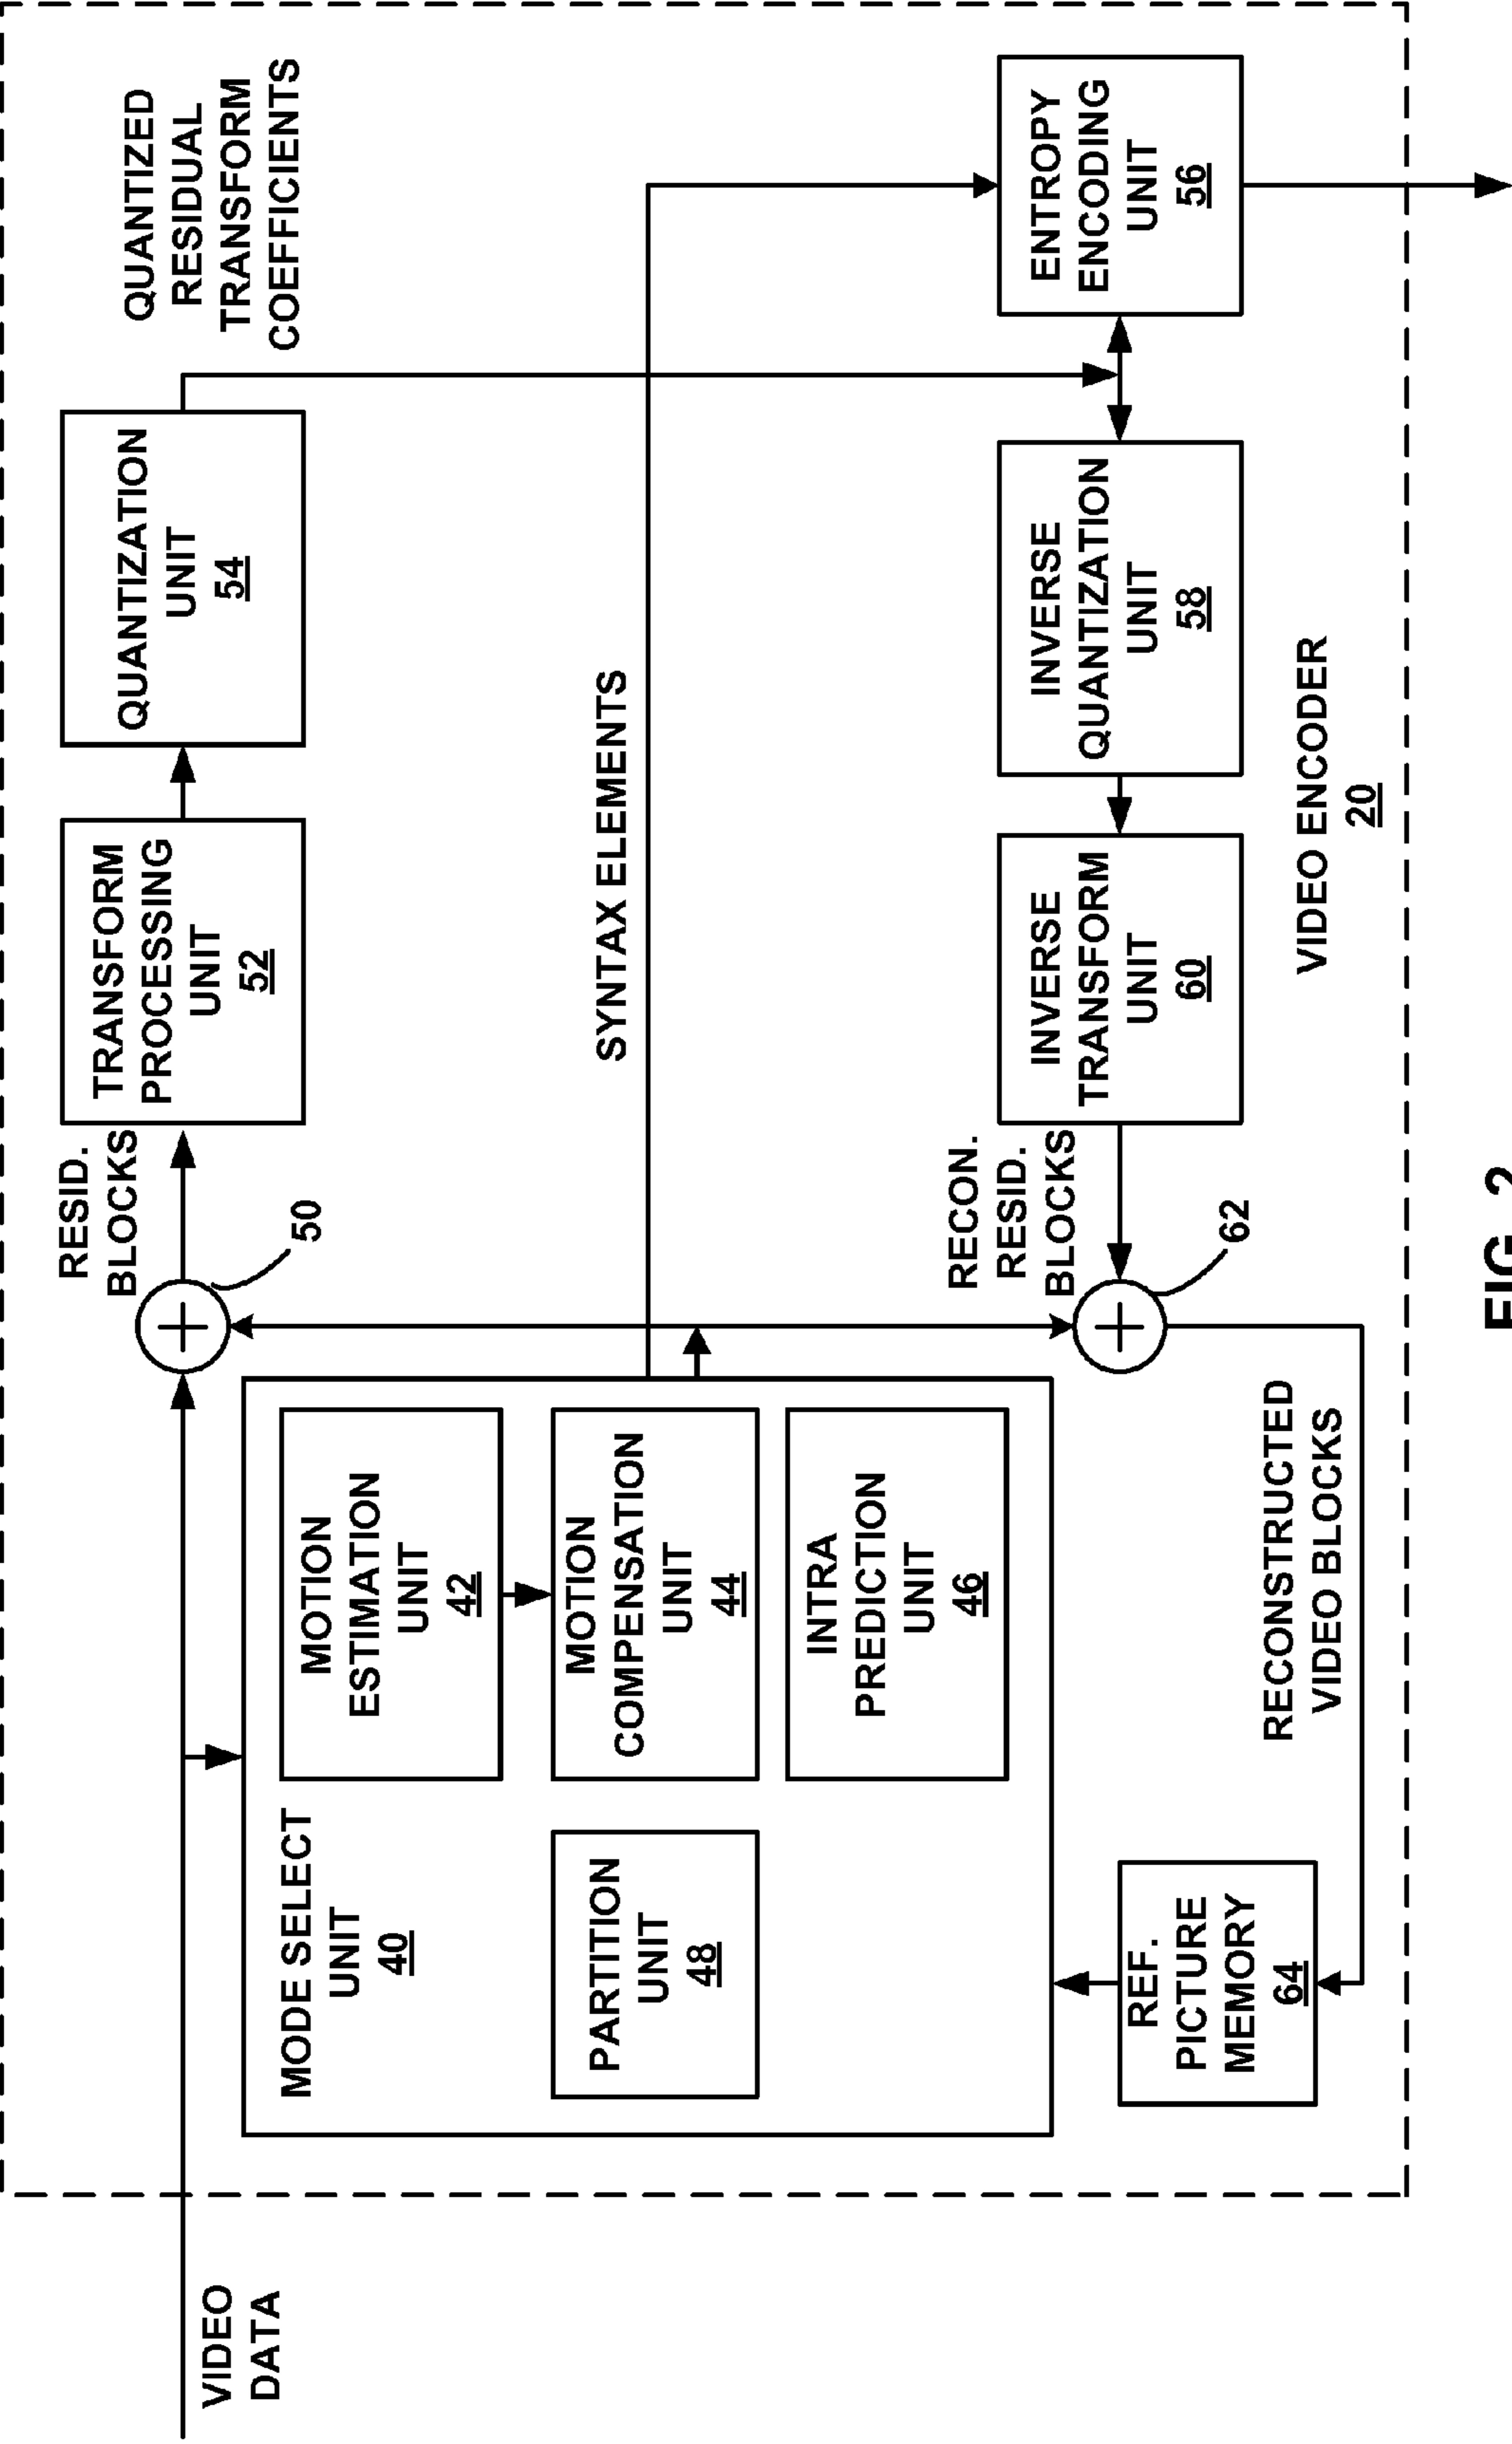 VIDEO
DATA
MODE SELECT
UNIT
40
PARTITION
UNIT
48
MOTION
ESTIMATION
UNIT
42
MOTION
COMPENSATION
UNIT
44
INTRA
PREDICTION
UNIT
46
REF.
PICTURE
MEMORY
64
RECONSTRUCTED
VIDEO BLOCKS
50
RESID.
BLOCKS
TRANSFORM
PROCESSING
UNIT
52
QUANTIZATION
UNIT
54
QUANTIZED
RESIDUAL
TRANSFORM
COEFFICIENTS
SYNTAX ELEMENTS
62
RECON.
RESID.
BLOCKS
INVERSE
TRANSFORM
UNIT
60
INVERSE
QUANTIZATION
UNIT
58
ENTROPY
ENCODING
UNIT
56
VIDEO ENCODER
20
FIG. 2